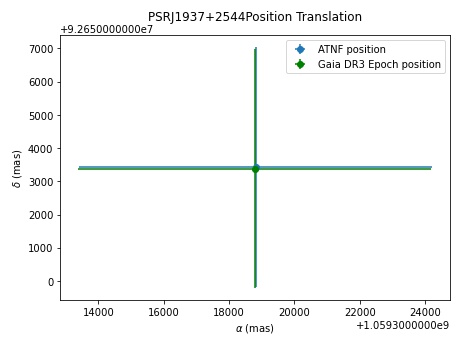 PSRJ1937+2544Position Translation
+9.2650000000e7
ATNF position
Gaia DR3 Epoch position
7000
6000
5000
4000
3000
2000
1000
0
δ (mas)
14000 16000 18000 20000 22000 24000
+1.0593000000e9
α (mas)